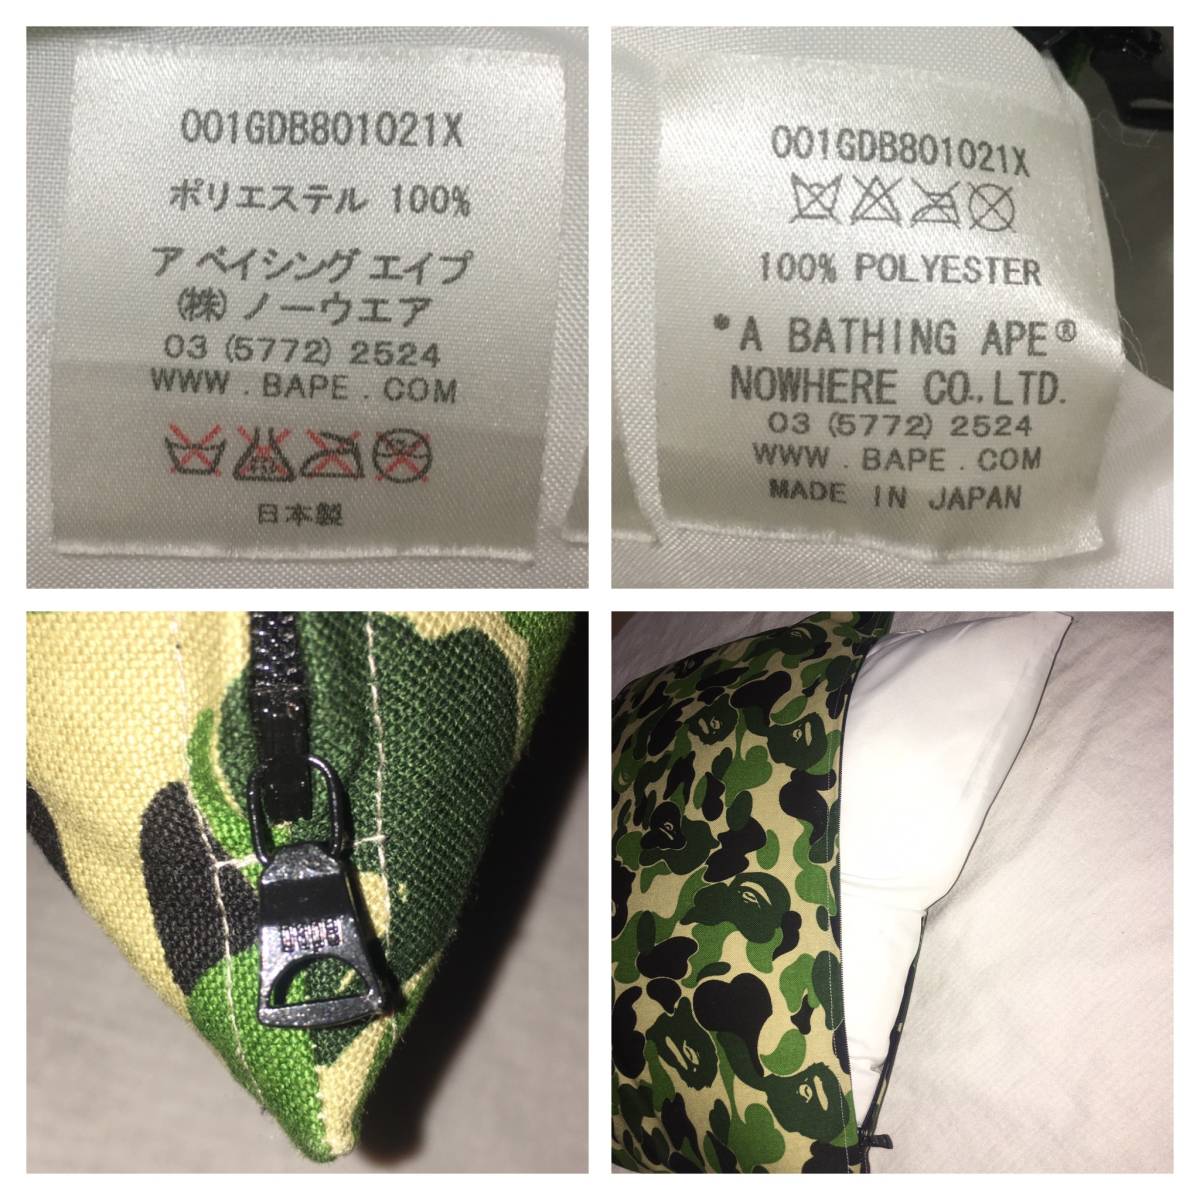 001GDB801021X
ポリエステル 100%
ア ベイシング エイプ
(株) ノーウエア
03 (5772) 2524
WWW . BAPE . COM
日本製
001GDB801021X
100% POLYESTER
*A BATHING APE®
NOWHERE CO., LTD.
03 (5772) 2524
WWW . BAPE . COM
MADE IN JAPAN